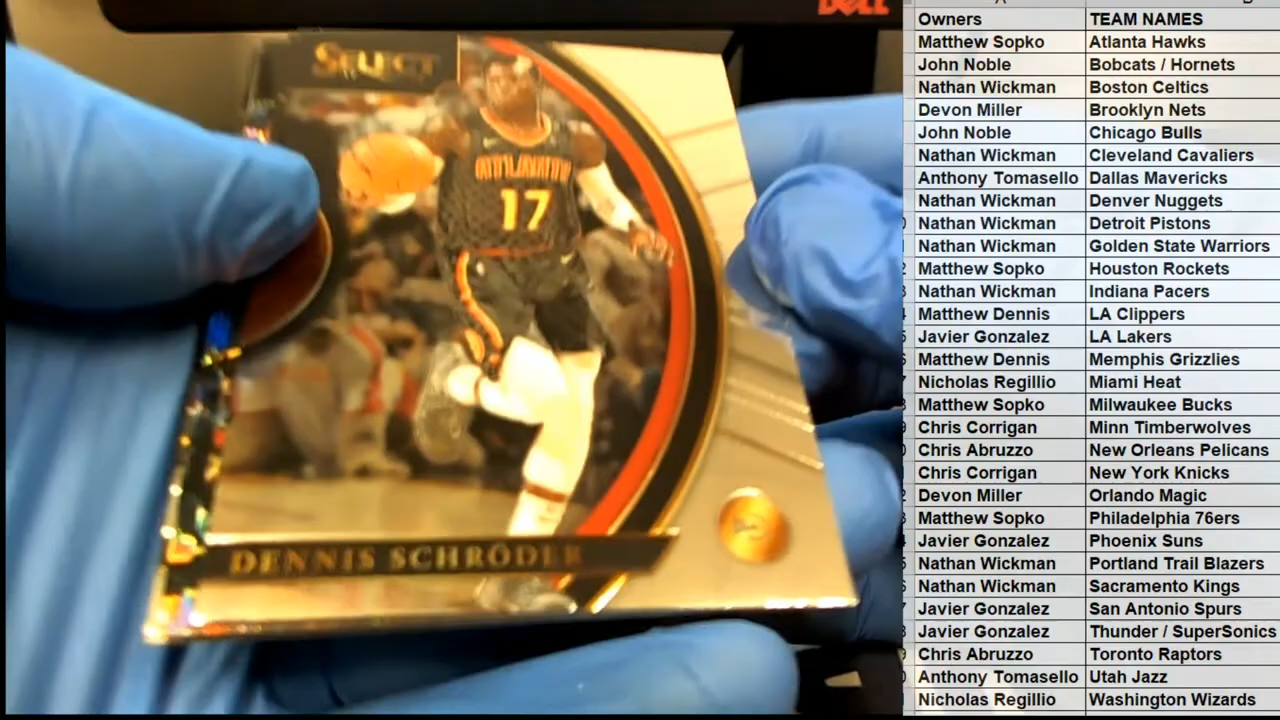 DELL
SELECT
ATLANTA
17
DENNIS SCHRÖDER
Owners TEAM NAMES
Matthew Sopko Atlanta Hawks
John Noble Bobcats / Hornets
Nathan Wickman Boston Celtics
Devon Miller Brooklyn Nets
John Noble Chicago Bulls
Nathan Wickman Cleveland Cavaliers
Anthony Tomasello Dallas Mavericks
Nathan Wickman Denver Nuggets
Nathan Wickman Detroit Pistons
Nathan Wickman Golden State Warriors
Matthew Sopko Houston Rockets
Nathan Wickman Indiana Pacers
Matthew Dennis LA Clippers
Javier Gonzalez LA Lakers
Matthew Dennis Memphis Grizzlies
Nicholas Regillio Miami Heat
Matthew Sopko Milwaukee Bucks
Chris Corrigan Minn Timberwolves
Chris Abruzzo New Orleans Pelicans
Chris Corrigan New York Knicks
Devon Miller Orlando Magic
Matthew Sopko Philadelphia 76ers
Javier Gonzalez Phoenix Suns
Nathan Wickman Portland Trail Blazers
Nathan Wickman Sacramento Kings
Javier Gonzalez San Antonio Spurs
Javier Gonzalez Thunder / SuperSonics
Chris Abruzzo Toronto Raptors
Anthony Tomasello Utah Jazz
Nicholas Regillio Washington Wizards